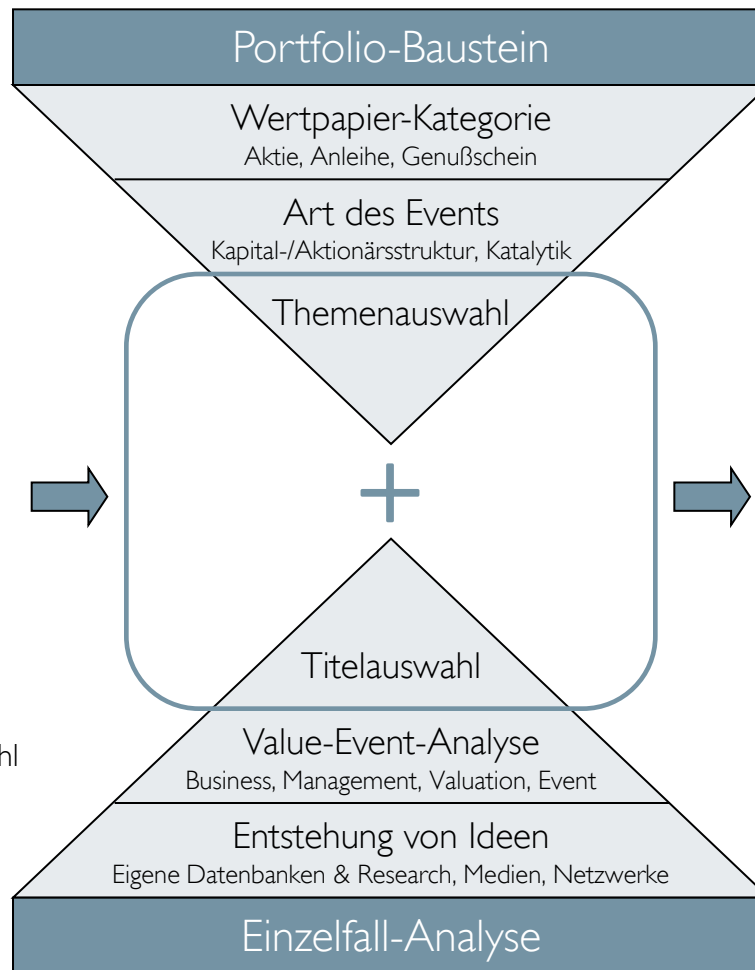 Portfolio-Baustein
Wertpapier-Kategorie
Aktie, Anleihe, Genußschein
Art des Events
Kapital-/Aktionärsstruktur, Katalytik
Themenauswahl
+
Titelauswahl
hl
Value-Event-Analyse
Business, Management, Valuation, Event
Entstehung von Ideen
Eigene Datenbanken & Research, Medien, Netzwerke
Einzelfall-Analyse